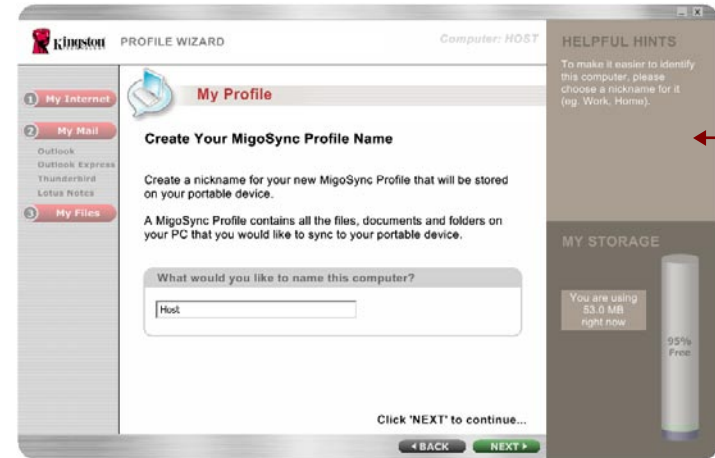 Kingston
TECHNOLOGY
PROFILE WIZARD
Computer: HOST
1 My Internet
2 My Mail
Outlook
Outlook Express
Thunderbird
Lotus Notes
3 My Files
My Profile
Create Your MigoSync Profile Name
Create a nickname for your new MigoSync Profile that will be stored
on your portable device.
A MigoSync Profile contains all the files, documents and folders on
your PC that you would like to sync to your portable device.
What would you like to name this computer?
Host
Click 'NEXT' to continue...
BACK
NEXT
HELPFUL HINTS
To make it easier to identify
this computer, please
choose a nickname for it
(eg. Work, Home).
MY STORAGE
You are using
53.0 MB
right now
95%
Free